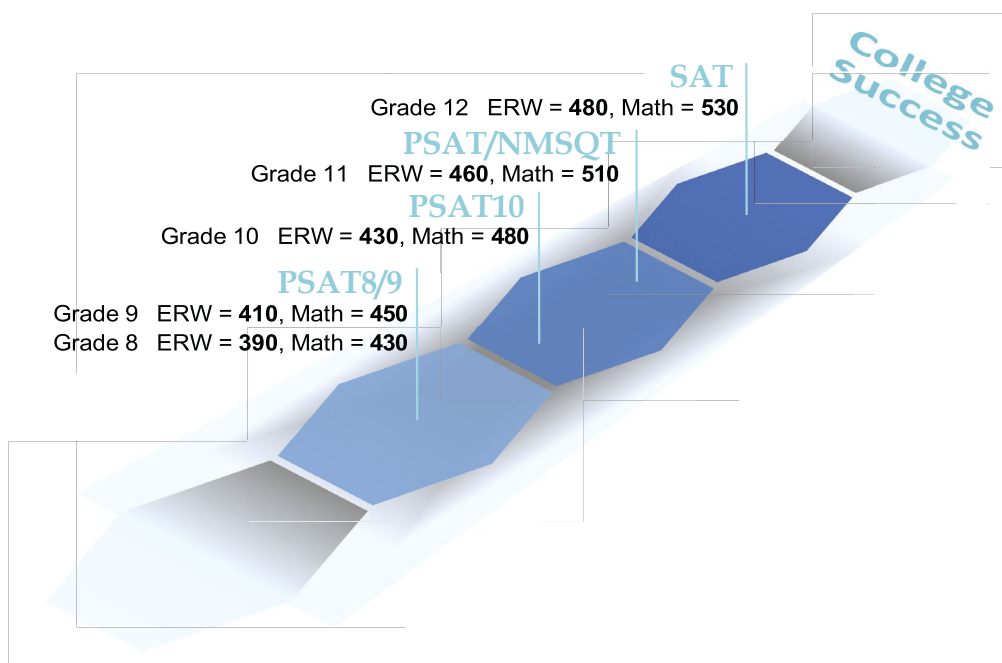 College
Success
SAT
Grade 12 ERW = 480, Math = 530
PSAT/NMSQT
Grade 11 ERW = 460, Math = 510
PSAT10
Grade 10 ERW = 430, Math = 480
PSAT8/9
Grade 9 ERW = 410, Math = 450
Grade 8 ERW = 390, Math = 430